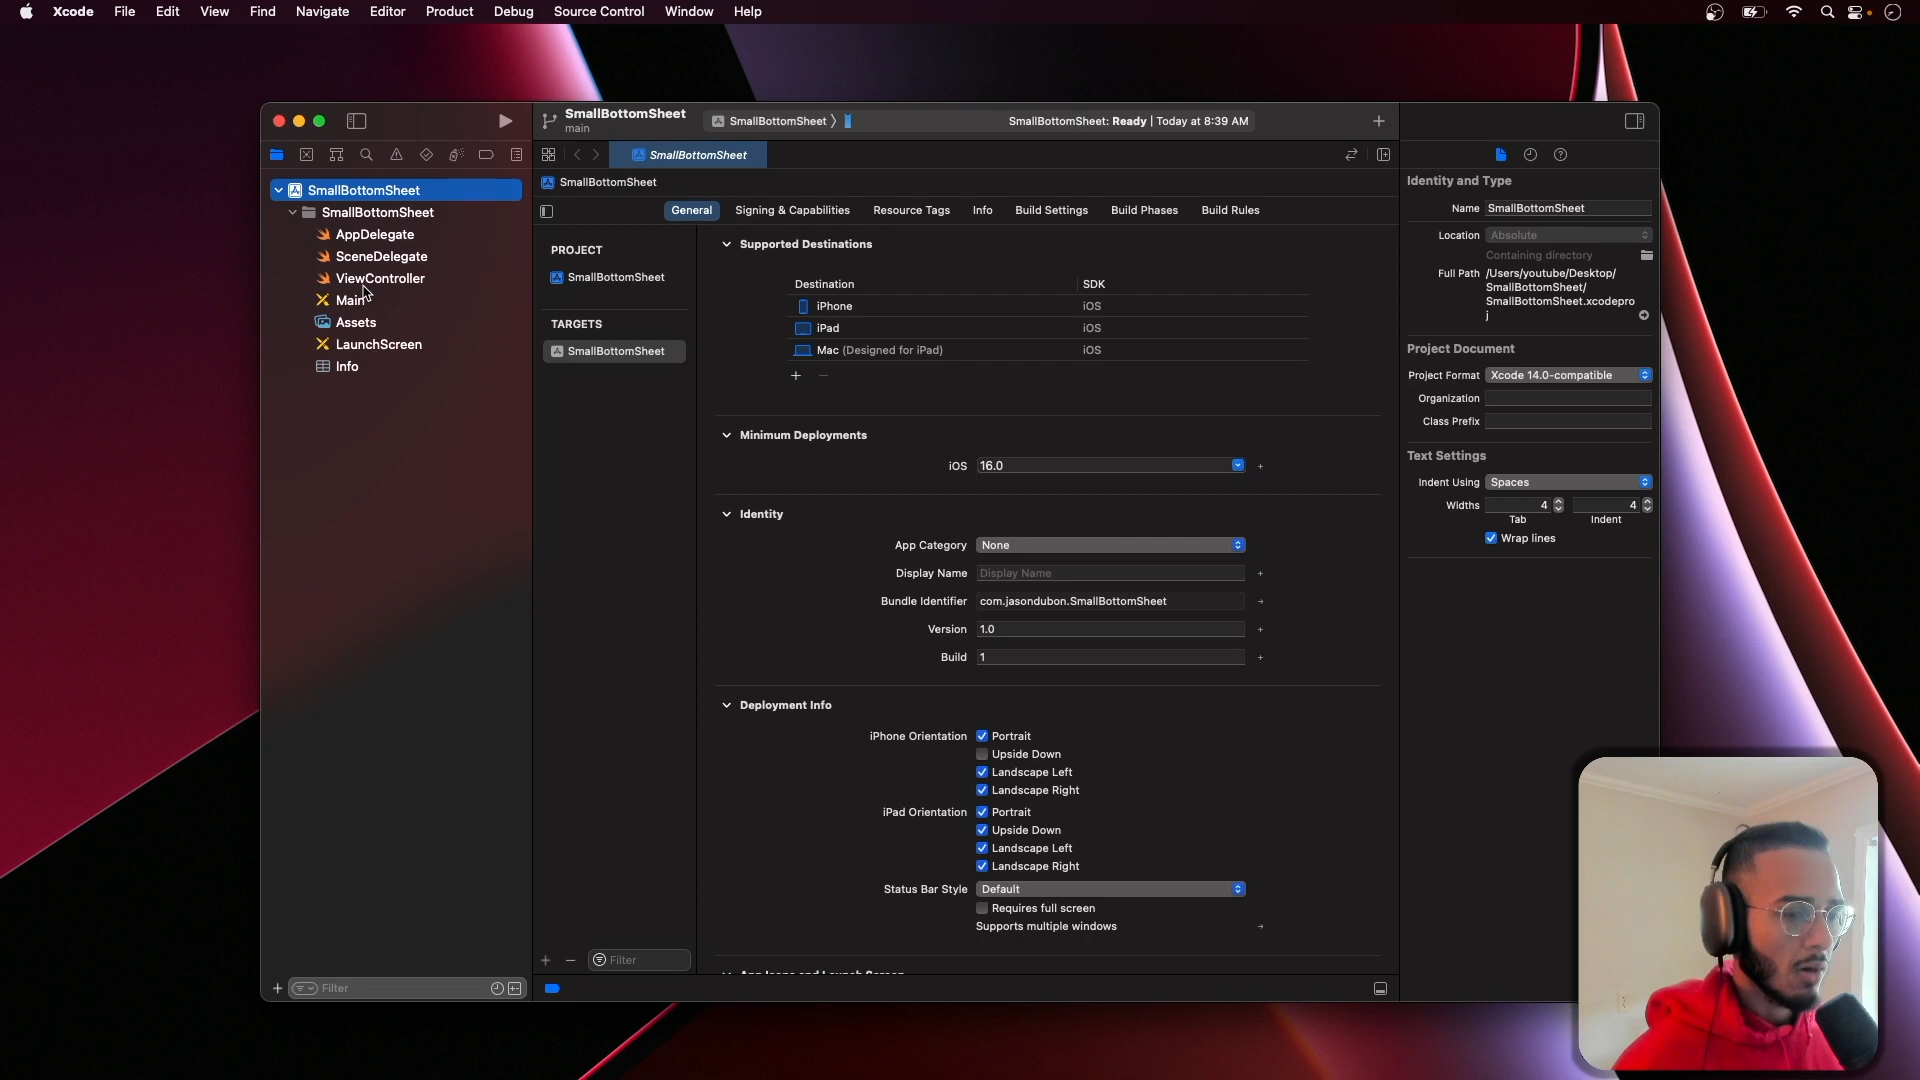 Xcode File Edit View Find Navigate Editor Product Debug Source Control Window Help
SmallBottomSheet
main
SmallBottomSheet
SmallBottomSheet: Ready | Today at 8:39 AM
SmallBottomSheet
SmallBottomSheet
General Signing & Capabilities Resource Tags Info Build Settings Build Phases Build Rules
SmallBottomSheet
SmallBottomSheet
AppDelegate
SceneDelegate
ViewController
Main
Assets
LaunchScreen
Info
Filter
PROJECT
SmallBottomSheet
TARGETS
SmallBottomSheet
Filter
Supported Destinations
Destination SDK
iPhone iOS
iPad iOS
Mac (Designed for iPad) iOS
Minimum Deployments
iOS 16.0
Identity
App Category None
Display Name Display Name
Bundle Identifier com.jasondubon.SmallBottomSheet
Version 1.0
Build 1
Deployment Info
iPhone Orientation Portrait
Upside Down
Landscape Left
Landscape Right
iPad Orientation Portrait
Upside Down
Landscape Left
Landscape Right
Status Bar Style Default
Requires full screen
Supports multiple windows
App Icons and Launch Screen
Identity and Type
Name SmallBottomSheet
Location Absolute
Containing directory
Full Path /Users/youtube/Desktop/
SmallBottomSheet/
SmallBottomSheet.xcodepro
j
Project Document
Project Format Xcode 14.0-compatible
Organization
Class Prefix
Text Settings
Indent Using Spaces
Widths 4 4
Tab Indent
Wrap lines